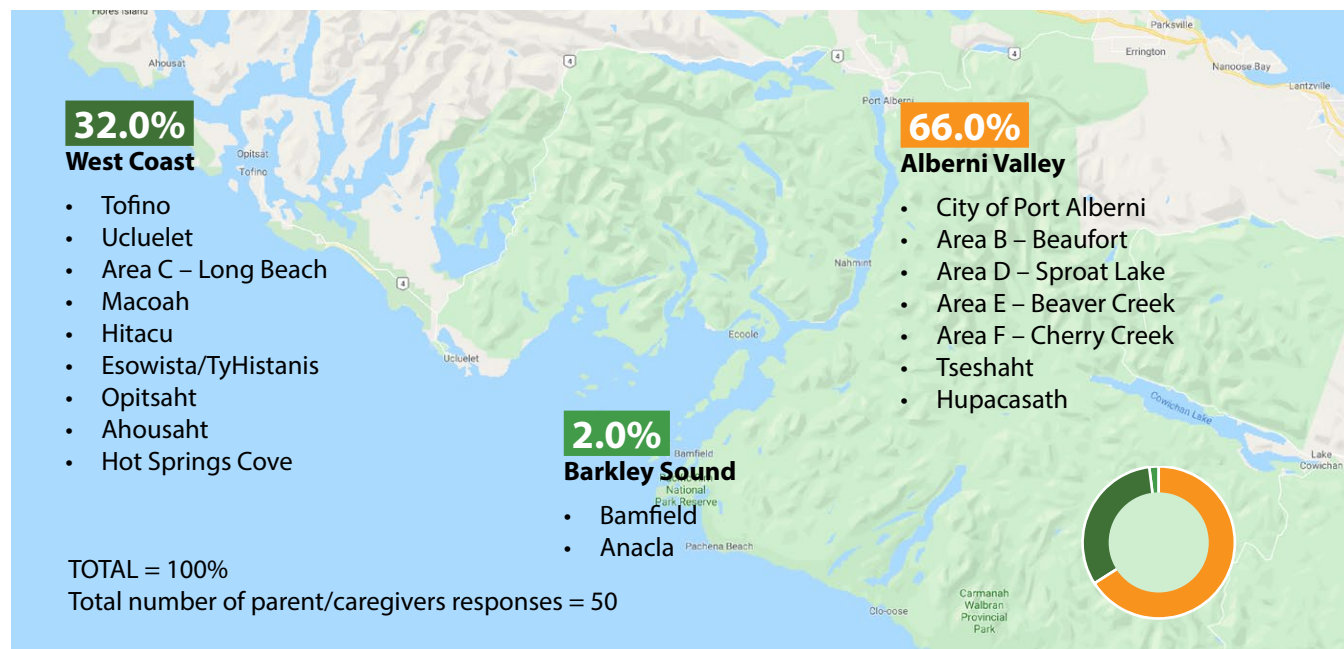 Flores Island
Ahousat
Opitsat
Tofino
4
4
4
4
Port Alberni
Parksville
Errington
Nanoose Bay
Lantzville
Nahmint
Ecoole
Ucluelet
32.0%
West Coast
• Tofino
• Ucluelet
• Area C – Long Beach
• Macoah
• Hitacu
• Esowista/TyHistanis
• Opitsaht
• Ahousaht
• Hot Springs Cove
66.0%
Alberni Valley
• City of Port Alberni
• Area B – Beaufort
• Area D – Sproat Lake
• Area E – Beaver Creek
• Area F – Cherry Creek
• Tseshaht
• Hupacasath
Cowichan Lake
Lake
Cowichan
2.0%
Bamfield
Barkley Sound
National
Park Reserve
• Bamfield
• Anacla
Pachena Beach
Clo-oose
Carmanah
Walbran
Provincial
Park
TOTAL = 100%
Total number of parent/caregivers responses = 50